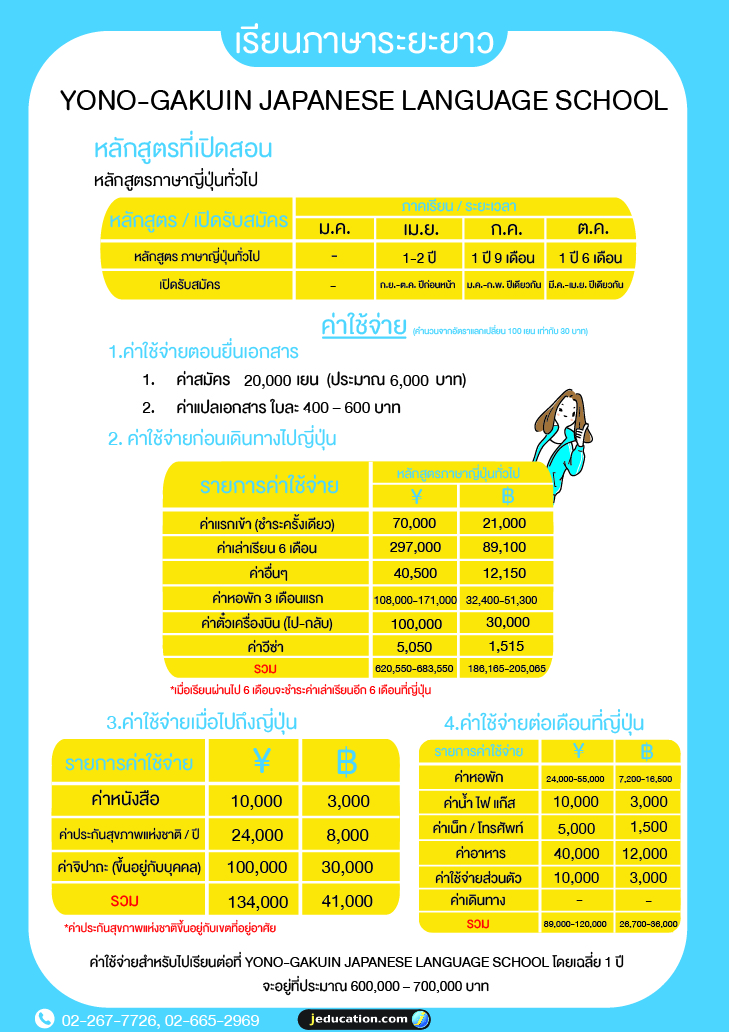 เรียนภาษาระยะยาว
YONO-GAKUIN JAPANESE LANGUAGE SCHOOL
หลักสูตรที่เปิดสอน
หลักสูตรภาษาญี่ปุ่นทั่วไป
หลักสูตร / เปิดรับสมัคร ภาคเรียน / ระยะเวลา
ม.ค. เม.ย. ก.ค. ต.ค.
หลักสูตร ภาษาญี่ปุ่นทั่วไป - 1-2 ปี 1 ปี 9 เดือน 1 ปี 6 เดือน
เปิดรับสมัคร - ก.ย.-ต.ค. ปีก่อนหน้า ม.ค.-ก.พ. ปีเดียวกัน มี.ค.-เม.ย. ปีเดียวกัน
ค่าใช้จ่าย (คำนวนจากอัตราแลกเปลี่ยน 100 เยน เท่ากับ 30 บาท)
1.ค่าใช้จ่ายตอนยื่นเอกสาร
1. ค่าสมัคร 20,000 เยน (ประมาณ 6,000 บาท)
2. ค่าแปลเอกสาร ใบละ 400 – 600 บาท
2. ค่าใช้จ่ายก่อนเดินทางไปญี่ปุ่น
รายการค่าใช้จ่าย หลักสูตรภาษาญี่ปุ่นทั่วไป
¥ ฿
ค่าแรกเข้า (ชำระครั้งเดียว) 70,000 21,000
ค่าเล่าเรียน 6 เดือน 297,000 89,100
ค่าอื่นๆ 40,500 12,150
ค่าหอพัก 3 เดือนแรก 108,000-171,000 32,400-51,300
ค่าตั๋วเครื่องบิน (ไป-กลับ) 100,000 30,000
ค่าวีซ่า 5,050 1,515
รวม 620,550-683,550 186,165-205,065
*เมื่อเรียนผ่านไป 6 เดือนจะชำระค่าเล่าเรียนอีก 6 เดือนที่ญี่ปุ่น
3.ค่าใช้จ่ายเมื่อไปถึงญี่ปุ่น
รายการค่าใช้จ่าย ¥ ฿
ค่าหนังสือ 10,000 3,000
ค่าประกันสุขภาพแห่งชาติ / ปี 24,000 8,000
ค่าจิปาถะ (ขึ้นอยู่กับบุคคล) 100,000 30,000
รวม 134,000 41,000
*ค่าประกันสุขภาพแห่งชาติขึ้นอยู่กับเขตที่อยู่อาศัย
4.ค่าใช้จ่ายต่อเดือนที่ญี่ปุ่น
รายการค่าใช้จ่าย ¥ ฿
ค่าหอพัก 24,000-55,000 7,200-16,500
ค่าน้ำ ไฟ แก๊ส 10,000 3,000
ค่าเน็ท / โทรศัพท์ 5,000 1,500
ค่าอาหาร 40,000 12,000
ค่าใช้จ่ายส่วนตัว 10,000 3,000
ค่าเดินทาง - -
รวม 89,000-120,000 26,700-36,000
ค่าใช้จ่ายสำหรับไปเรียนต่อที่ YONO-GAKUIN JAPANESE LANGUAGE SCHOOL โดยเฉลี่ย 1 ปี
จะอยู่ที่ประมาณ 600,000 – 700,000 บาท
02-267-7726, 02-665-2969
jeducation.com